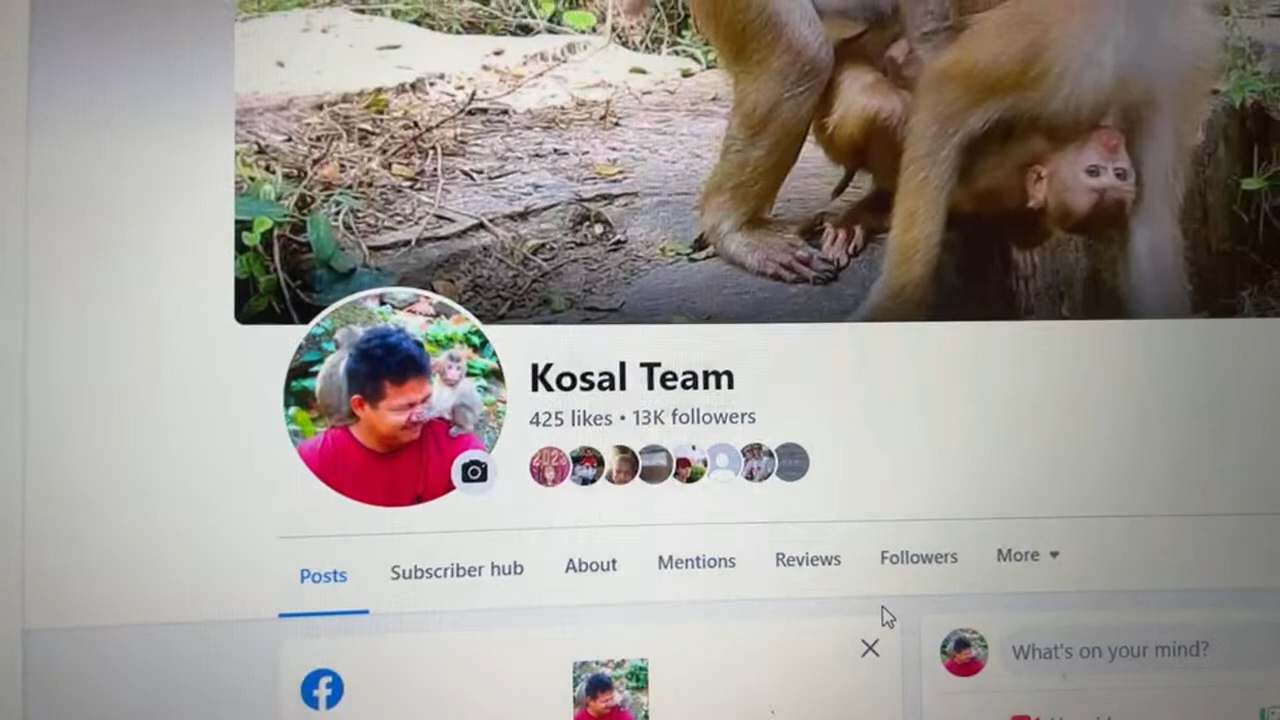 Kosal Team
425 likes • 13K followers
Posts
Subscriber hub
About
Mentions
Reviews
Followers
More
What's on your mind?